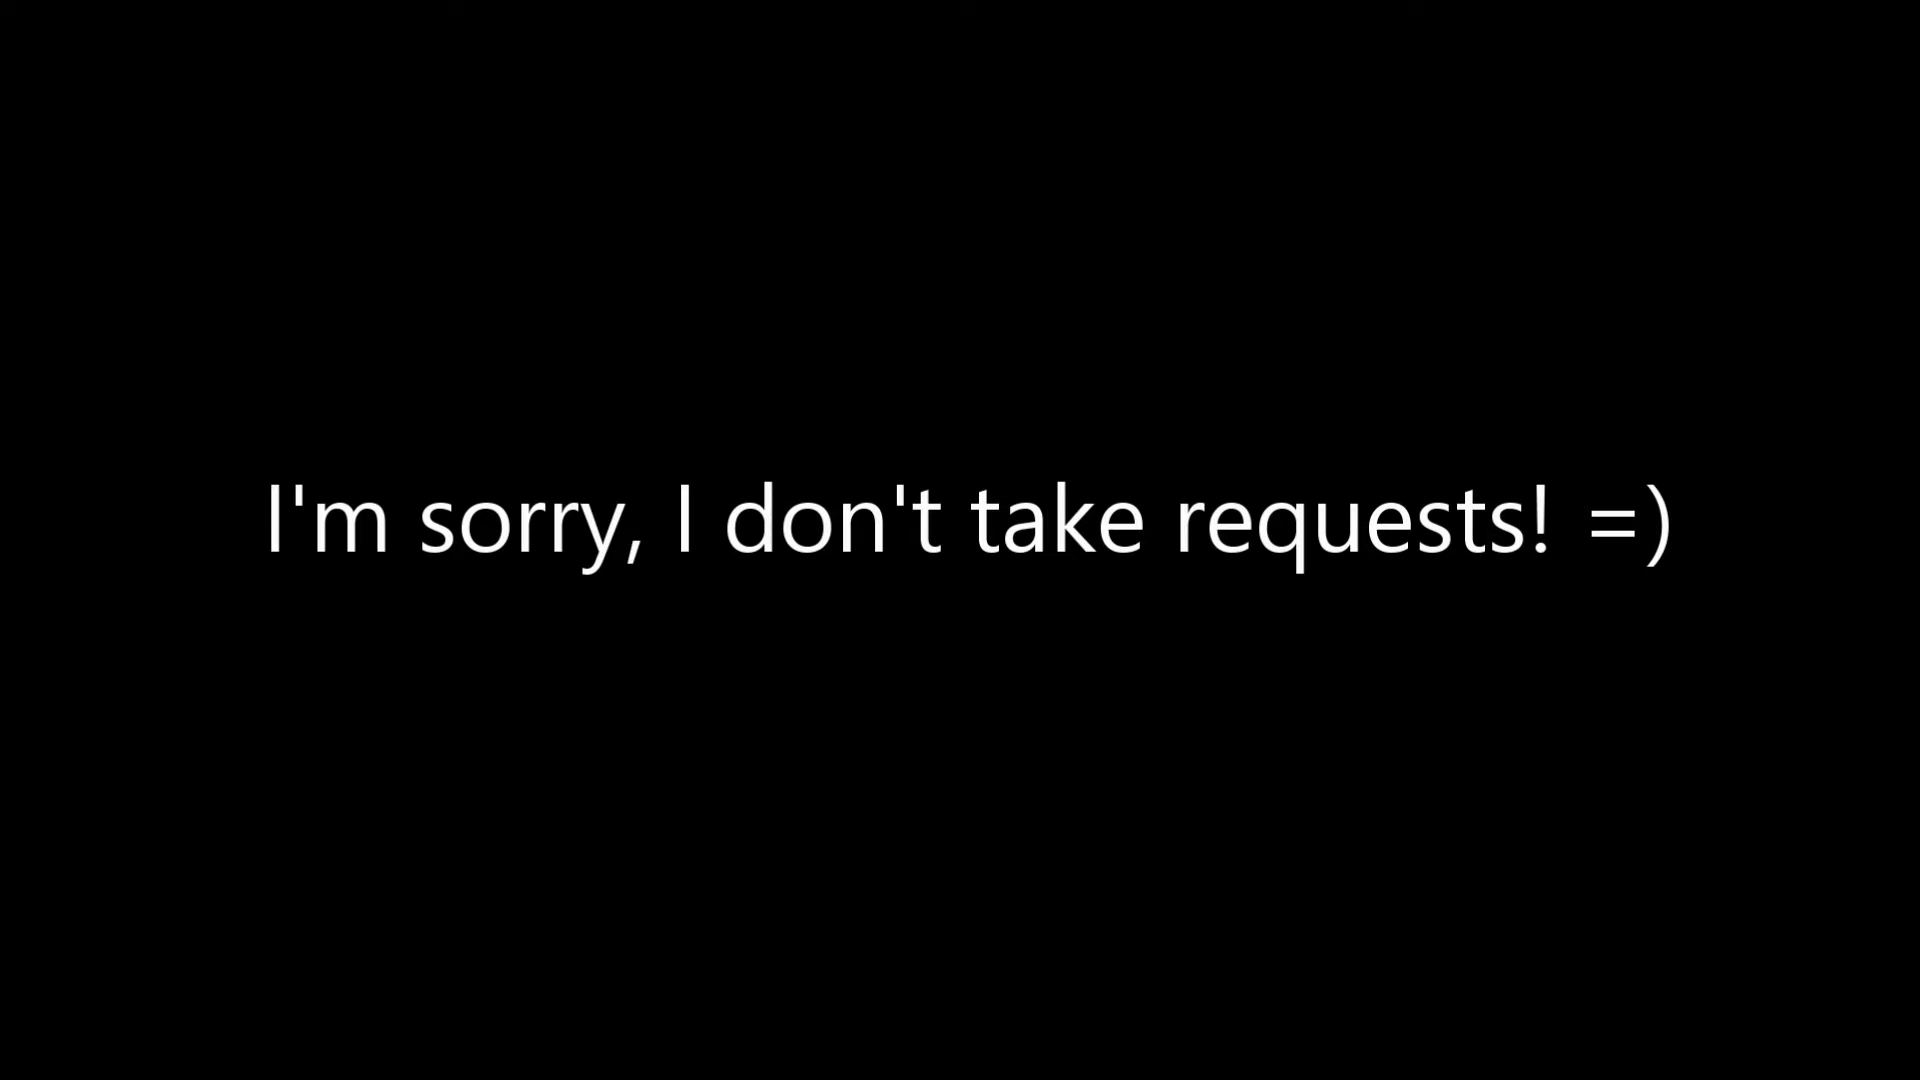 I'm sorry, I don't take requests! =)